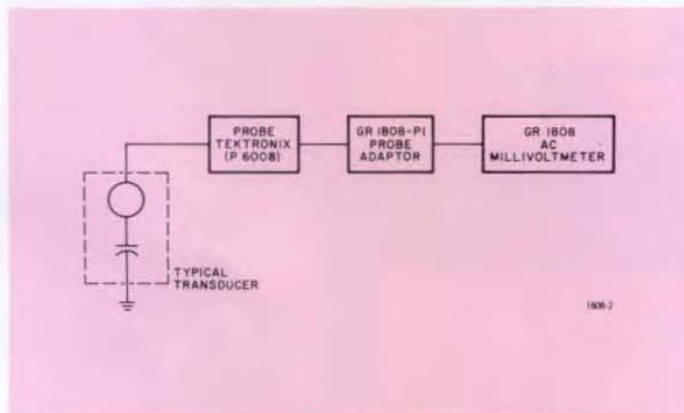 PROBE
TEKTRONIX
(P 6008)
GR 1808-P1
PROBE
ADAPTOR
GR 1808
AC
MILLIVOLTMETER
TYPICAL
TRANSDUCER
1808-2